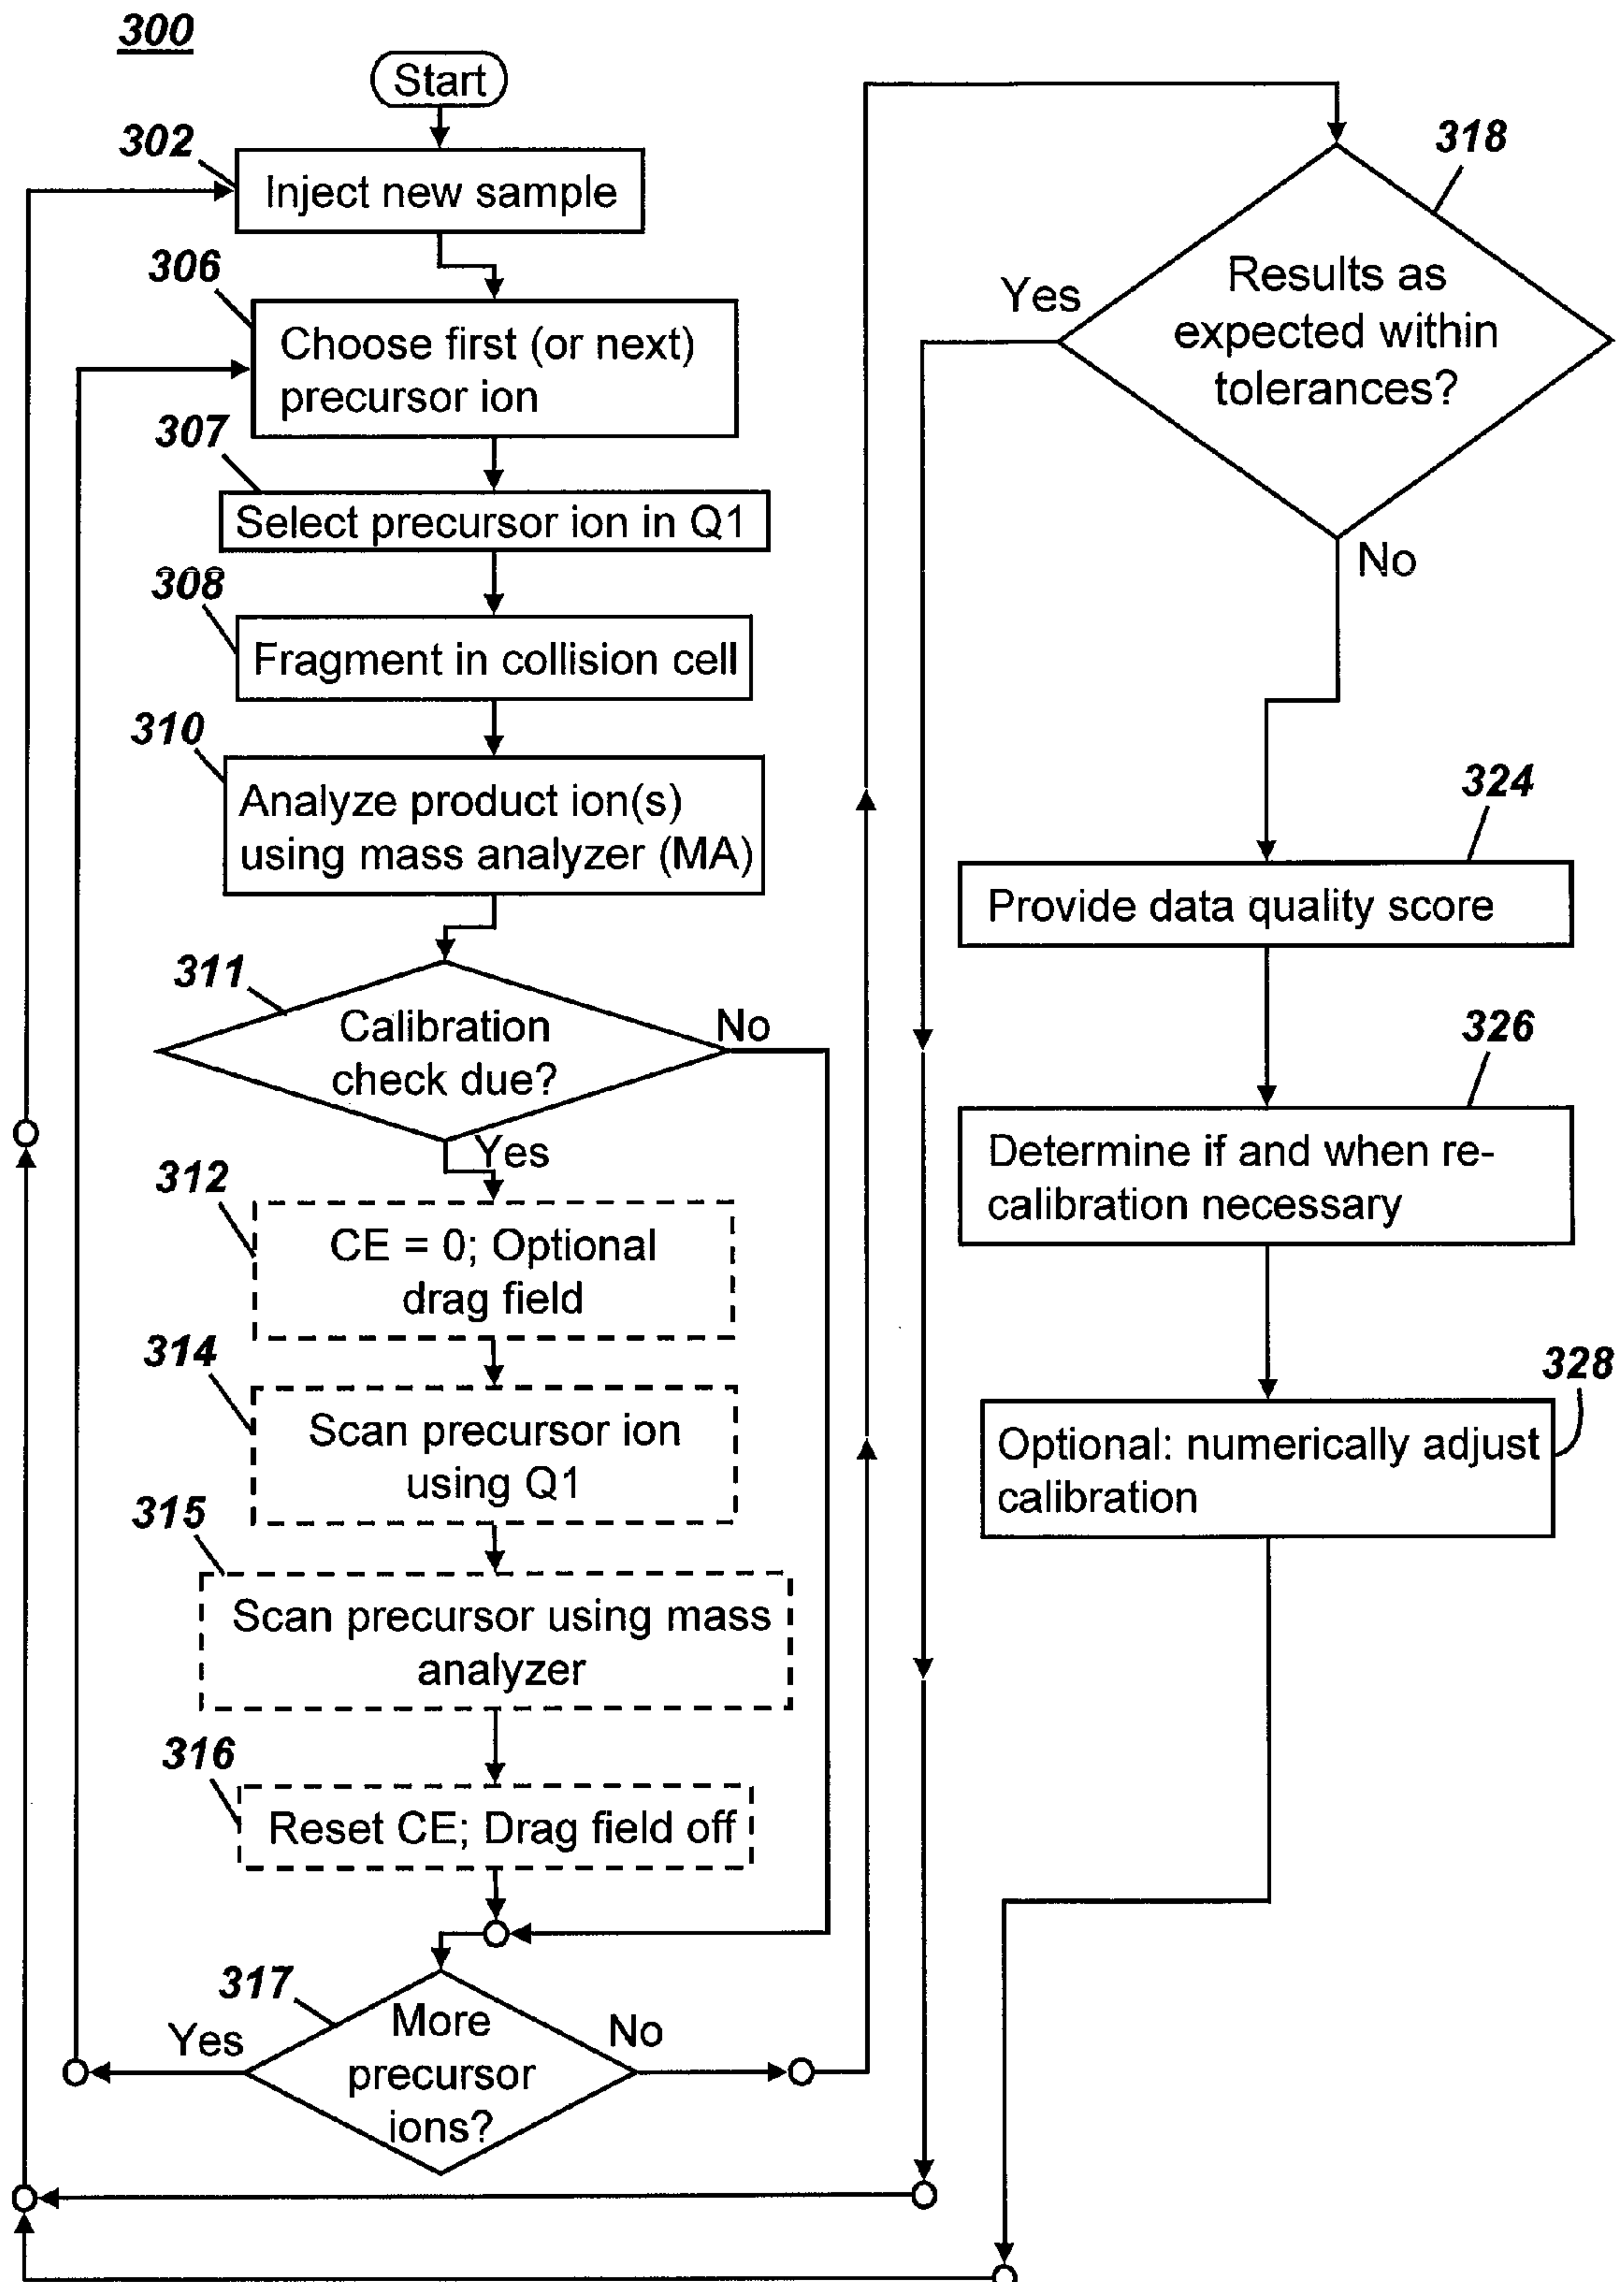 300
Start
302
Inject new sample
306
Choose first (or next)
precursor ion
307
Select precursor ion in Q1
308
Fragment in collision cell
310
Analyze product ion(s)
using mass analyzer (MA)
311
Calibration
check due?
No
Yes
312
CE = 0; Optional
drag field
314
Scan precursor ion
using Q1
315
Scan precursor using mass
analyzer
316
Reset CE; Drag field off
317
More
precursor
ions?
Yes
No
318
Results as
expected within
tolerances?
Yes
No
324
Provide data quality score
326
Determine if and when re-
calibration necessary
328
Optional: numerically adjust
calibration